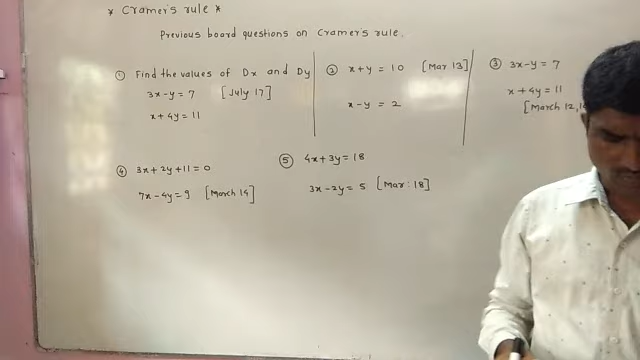 * Cramer's rule *
Previous board questions on Cramer's rule.
① Find the values of Dx and Dy
3x-y = 7 [July 17]
x+4y = 11
② x+y = 10 [Mar 13]
x-y = 2
③ 3x-y = 7
x+4y = 11
[March 12,
④ 3x+2y+11=0
7x-4y=9 [March 14]
⑤ 4x+3y=18
3x-2y= 5 [Mar:18]